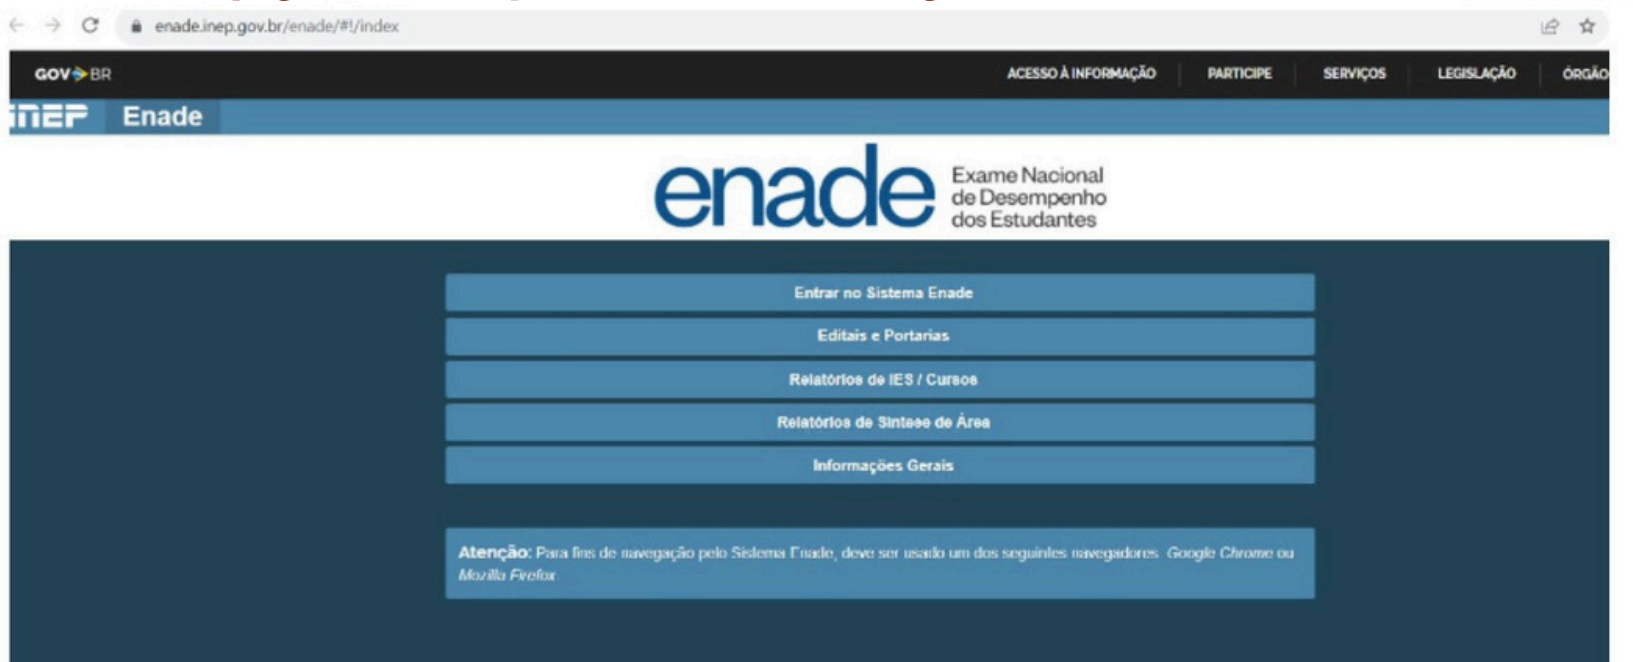 enade.inep.gov.br/enade/#!/index
GOV BR
ACESSO À INFORMAÇÃO PARTICIPE SERVIÇOS LEGISLAÇÃO ÓRGÃO
inep Enade
enade Exame Nacional
de Desempenho
dos Estudantes
Entrar no Sistema Enade
Editais e Portarias
Relatórios de IES / Cursos
Relatórios de Síntese de Área
Informações Gerais
Atenção: Para fins de navegação pelo Sistema Enade, deve ser usado um dos seguintes navegadores Google Chrome ou
Mozilla Firefox